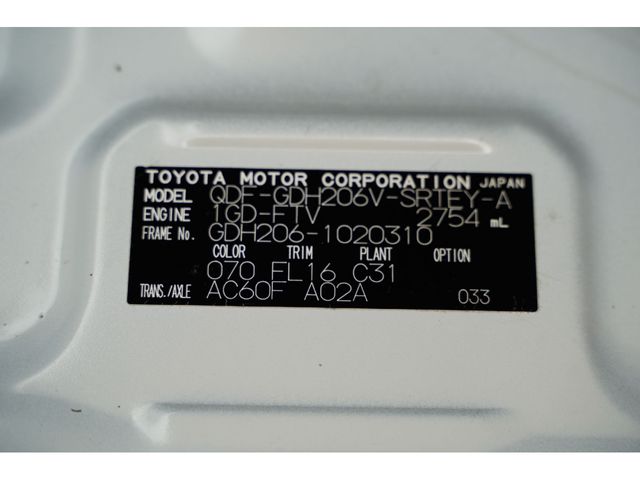 TOYOTA MOTOR CORPORATION JAPAN
MODEL QDF-GDH206V-SRTEY-A
ENGINE 1GD-FTV 2754 mL
FRAME No. GDH206-1020310
COLOR TRIM PLANT OPTION
070 FL16 C31
TRANS./AXLE AC60F A02A 033